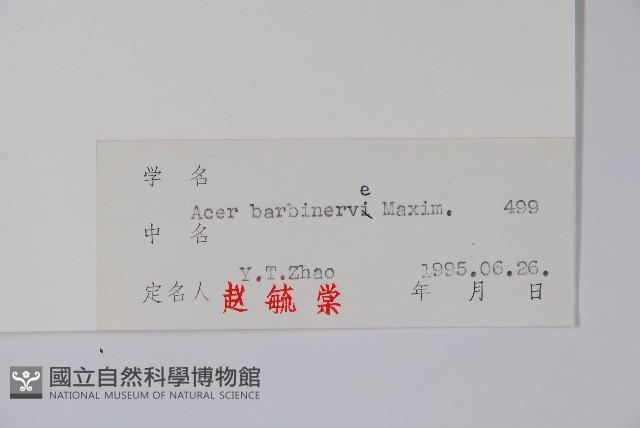 学 名
Acer barbinerve Maxim. 499
中 名
Y.T.Zhao 1995.06.26.
定名人 赵毓棠 年 月 日
國立自然科學博物館
NATIONAL MUSEUM OF NATURAL SCIENCE